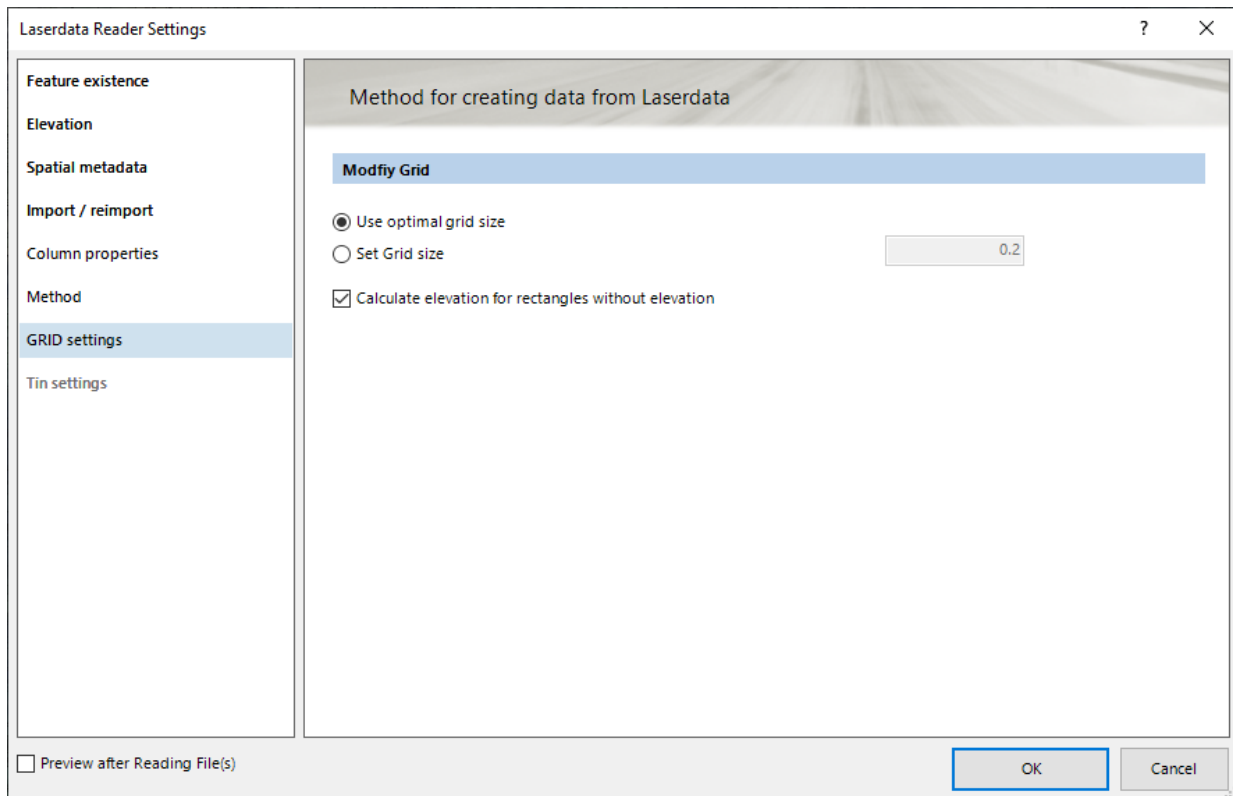 Laserdata Reader Settings
?
Feature existence
Elevation
Spatial metadata
Import / reimport
Column properties
Method
GRID settings
Tin settings
Method for creating data from Laserdata
Modfiy Grid
Use optimal grid size
Set Grid size
0.2
Calculate elevation for rectangles without elevation
Preview after Reading File(s)
OK
Cancel